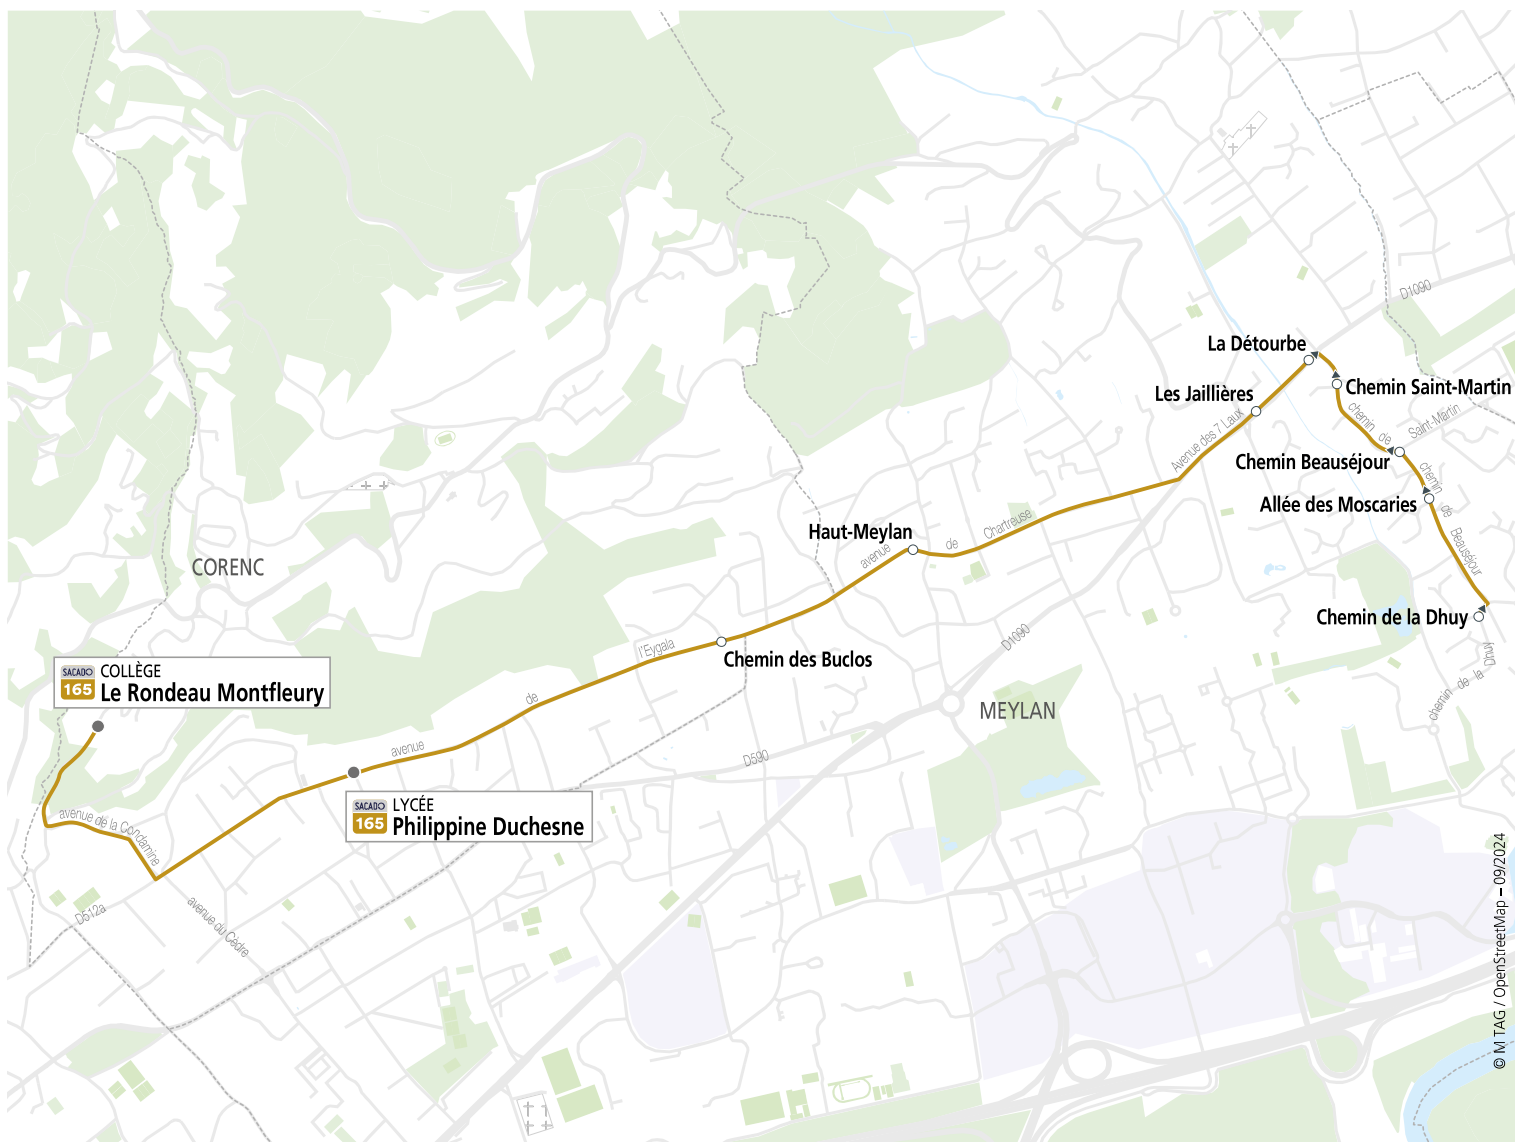 D1090
La Détourbe
Chemin Saint-Martin
Les Jaillières
chemin de
Saint-Martin
Avenue des 7 Laux
Chemin Beauséjour
chemin de Beauséjour
Allée des Moscaries
Haut-Meylan
avenue de Chartreuse
CORENC
Chemin de la Dhuy
D1090
chemin de la Dhuy
l'Eygala
Chemin des Buclos
SACADO
165
COLLÈGE
Le Rondeau Montfleury
MEYLAN
de
avenue
D590
SACADO
165
LYCÉE
Philippine Duchesne
avenue de la Condamine
D512a
avenue du Cèdre
© M TAG / OpenStreetMap – 09/2024